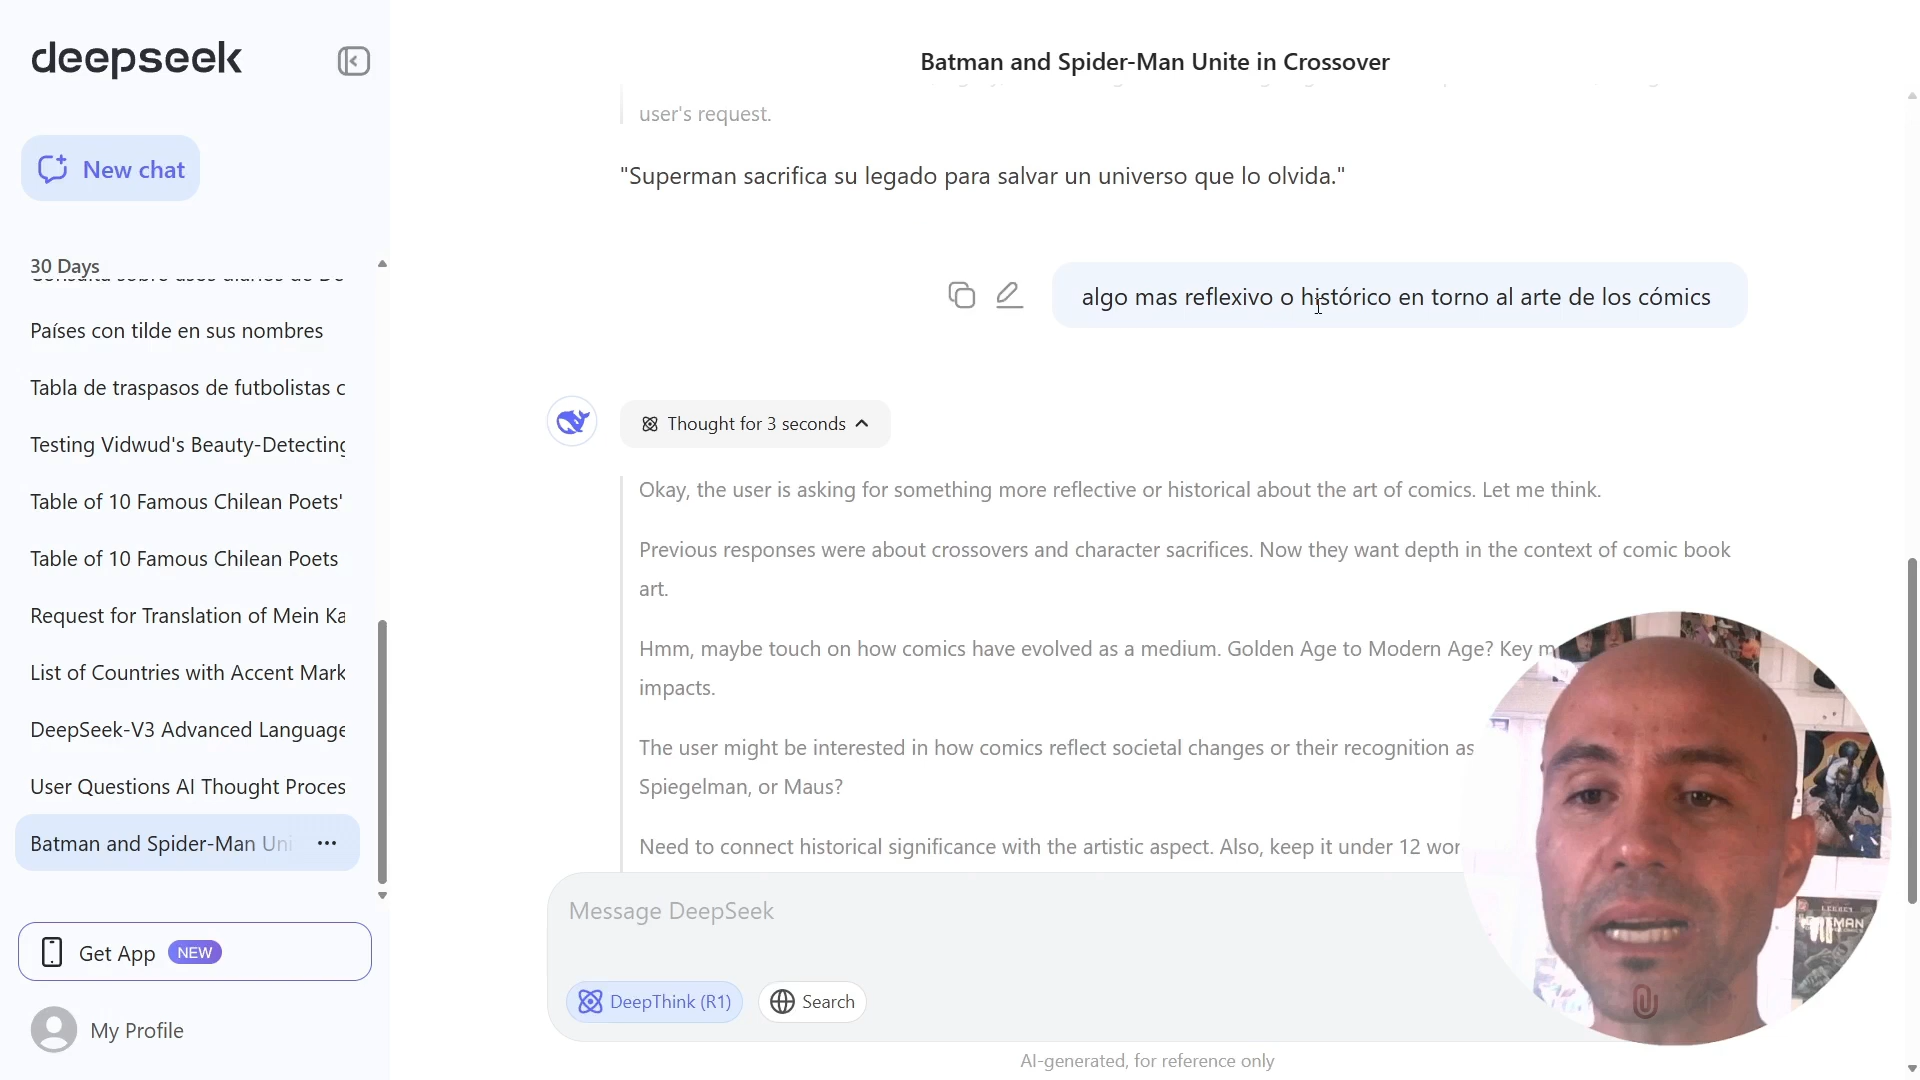 deepseek
New chat
30 Days
Países con tilde en sus nombres
Tabla de traspasos de futbolistas c
Testing Vidwud's Beauty-Detecting
Table of 10 Famous Chilean Poets'
Table of 10 Famous Chilean Poets
Request for Translation of Mein Ka
List of Countries with Accent Mark
DeepSeek-V3 Advanced Language
User Questions AI Thought Proces
Batman and Spider-Man Uni
Get App NEW
My Profile
Batman and Spider-Man Unite in Crossover
user's request.
"Superman sacrifica su legado para salvar un universo que lo olvida."
algo mas reflexivo o histórico en torno al arte de los cómics
Thought for 3 seconds
Okay, the user is asking for something more reflective or historical about the art of comics. Let me think.
Previous responses were about crossovers and character sacrifices. Now they want depth in the context of comic book
art.
Hmm, maybe touch on how comics have evolved as a medium. Golden Age to Modern Age? Key m
impacts.
The user might be interested in how comics reflect societal changes or their recognition as
Spiegelman, or Maus?
Need to connect historical significance with the artistic aspect. Also, keep it under 12 wor
Message DeepSeek
DeepThink (R1)
Search
AI-generated, for reference only
BATMAN